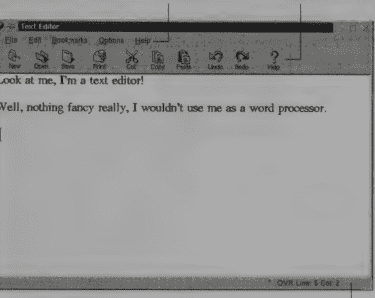 Text Editor
File Edit Bookmarks Options Help
New Open Save Print Cut Copy Paste Undo Redo Help
Look at me, I'm a text editor!
Well, nothing fancy really, I wouldn't use me as a word processor.
* OVR Line: 5 Col: 2